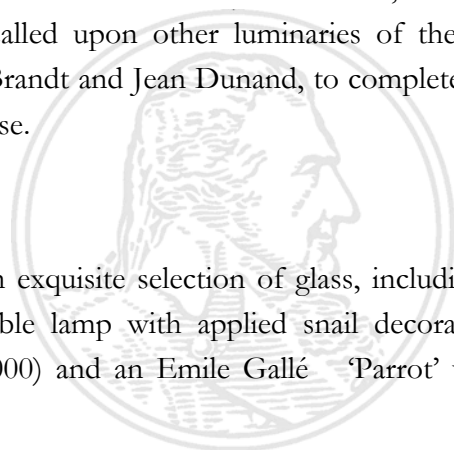 alled upon other luminaries of the
Brandt and Jean Dunand, to complete
se.
exquisite selection of glass, includi
ble lamp with applied snail decora
000) and an Emile Gallé 'Parrot'